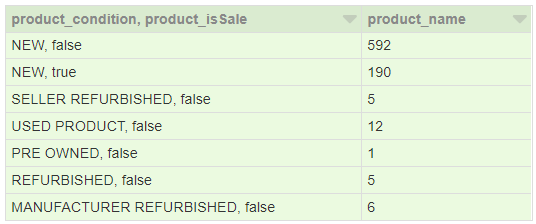 product_condition, product_isSale product_name
NEW, false 592
NEW, true 190
SELLER REFURBISHED, false 5
USED PRODUCT, false 12
PRE OWNED, false 1
REFURBISHED, false 5
MANUFACTURER REFURBISHED, false 6